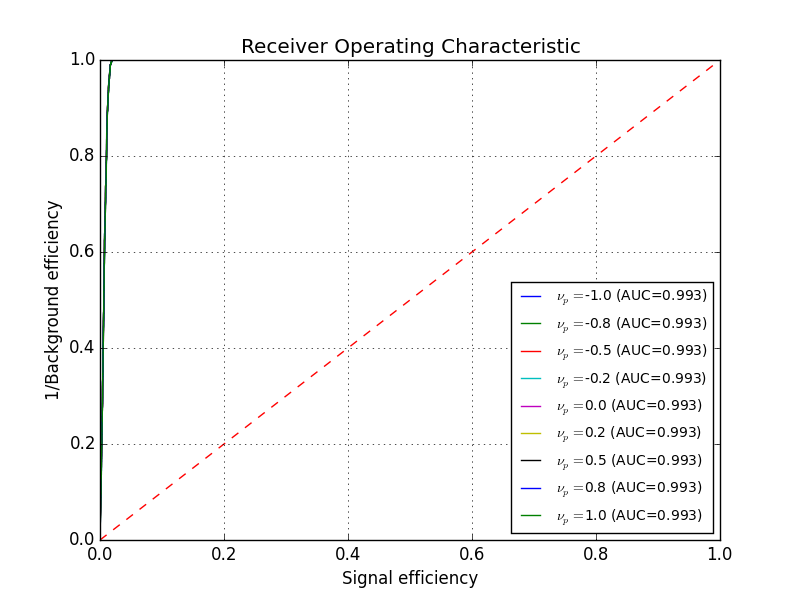 Receiver Operating Characteristic
1.0
0.8
0.6
0.4
0.2
0.0
1/Background efficiency
0.0 0.2 0.4 0.6 0.8 1.0
Signal efficiency
νp =-1.0 (AUC=0.993)
νp =-0.8 (AUC=0.993)
νp =-0.5 (AUC=0.993)
νp =-0.2 (AUC=0.993)
νp =0.0 (AUC=0.993)
νp =0.2 (AUC=0.993)
νp =0.5 (AUC=0.993)
νp =0.8 (AUC=0.993)
νp =1.0 (AUC=0.993)